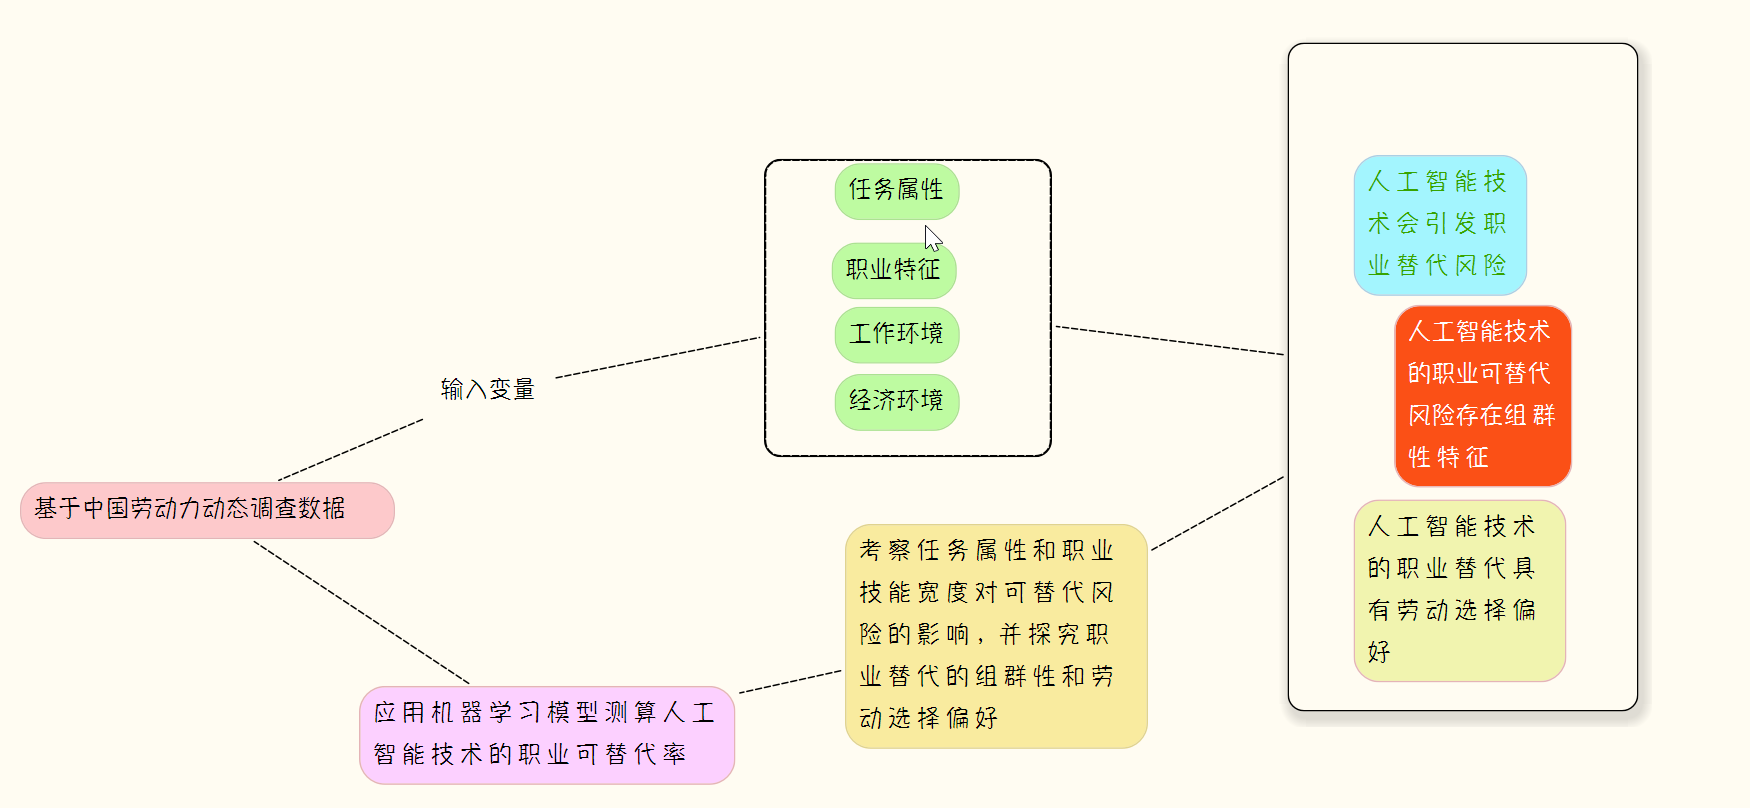 任务属性
职业特征
工作环境
经济环境
输入变量
基于中国劳动力动态调查数据
应用机器学习模型测算人工
智能技术的职业可替代率
考察任务属性和职业
技能宽度对可替代风
险的影响，并探究职
业替代的组群性和劳
动选择偏好
人工智能技
术会引发职
业替代风险
人工智能技术
的职业可替代
风险存在组群
性特征
人工智能技术
的职业替代具
有劳动选择偏
好